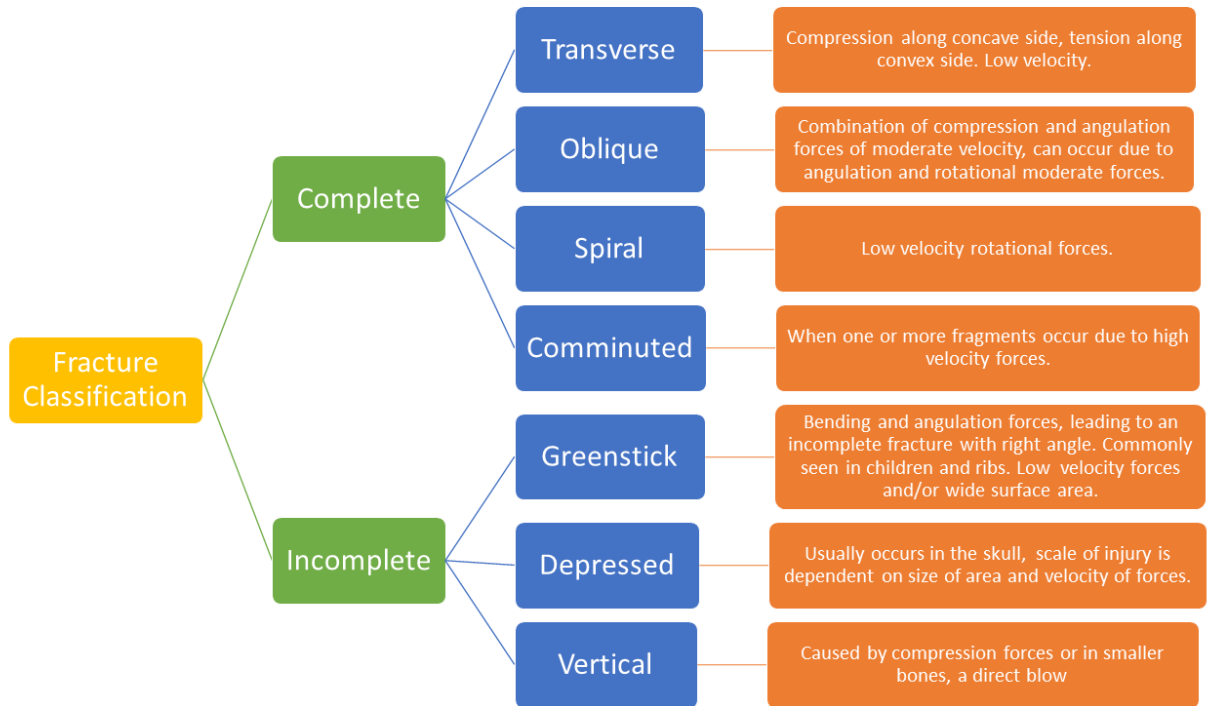 Fracture
Classification
Complete
Transverse
Compression along concave side, tension along
convex side. Low velocity.
Oblique
Combination of compression and angulation
forces of moderate velocity, can occur due to
angulation and rotational moderate forces.
Spiral
Low velocity rotational forces.
Comminuted
When one or more fragments occur due to high
velocity forces.
Incomplete
Greenstick
Bending and angulation forces, leading to an
incomplete fracture with right angle. Commonly
seen in children and ribs. Low velocity forces
and/or wide surface area.
Depressed
Usually occurs in the skull, scale of injury is
dependent on size of area and velocity of forces.
Vertical
Caused by compression forces or in smaller
bones, a direct blow